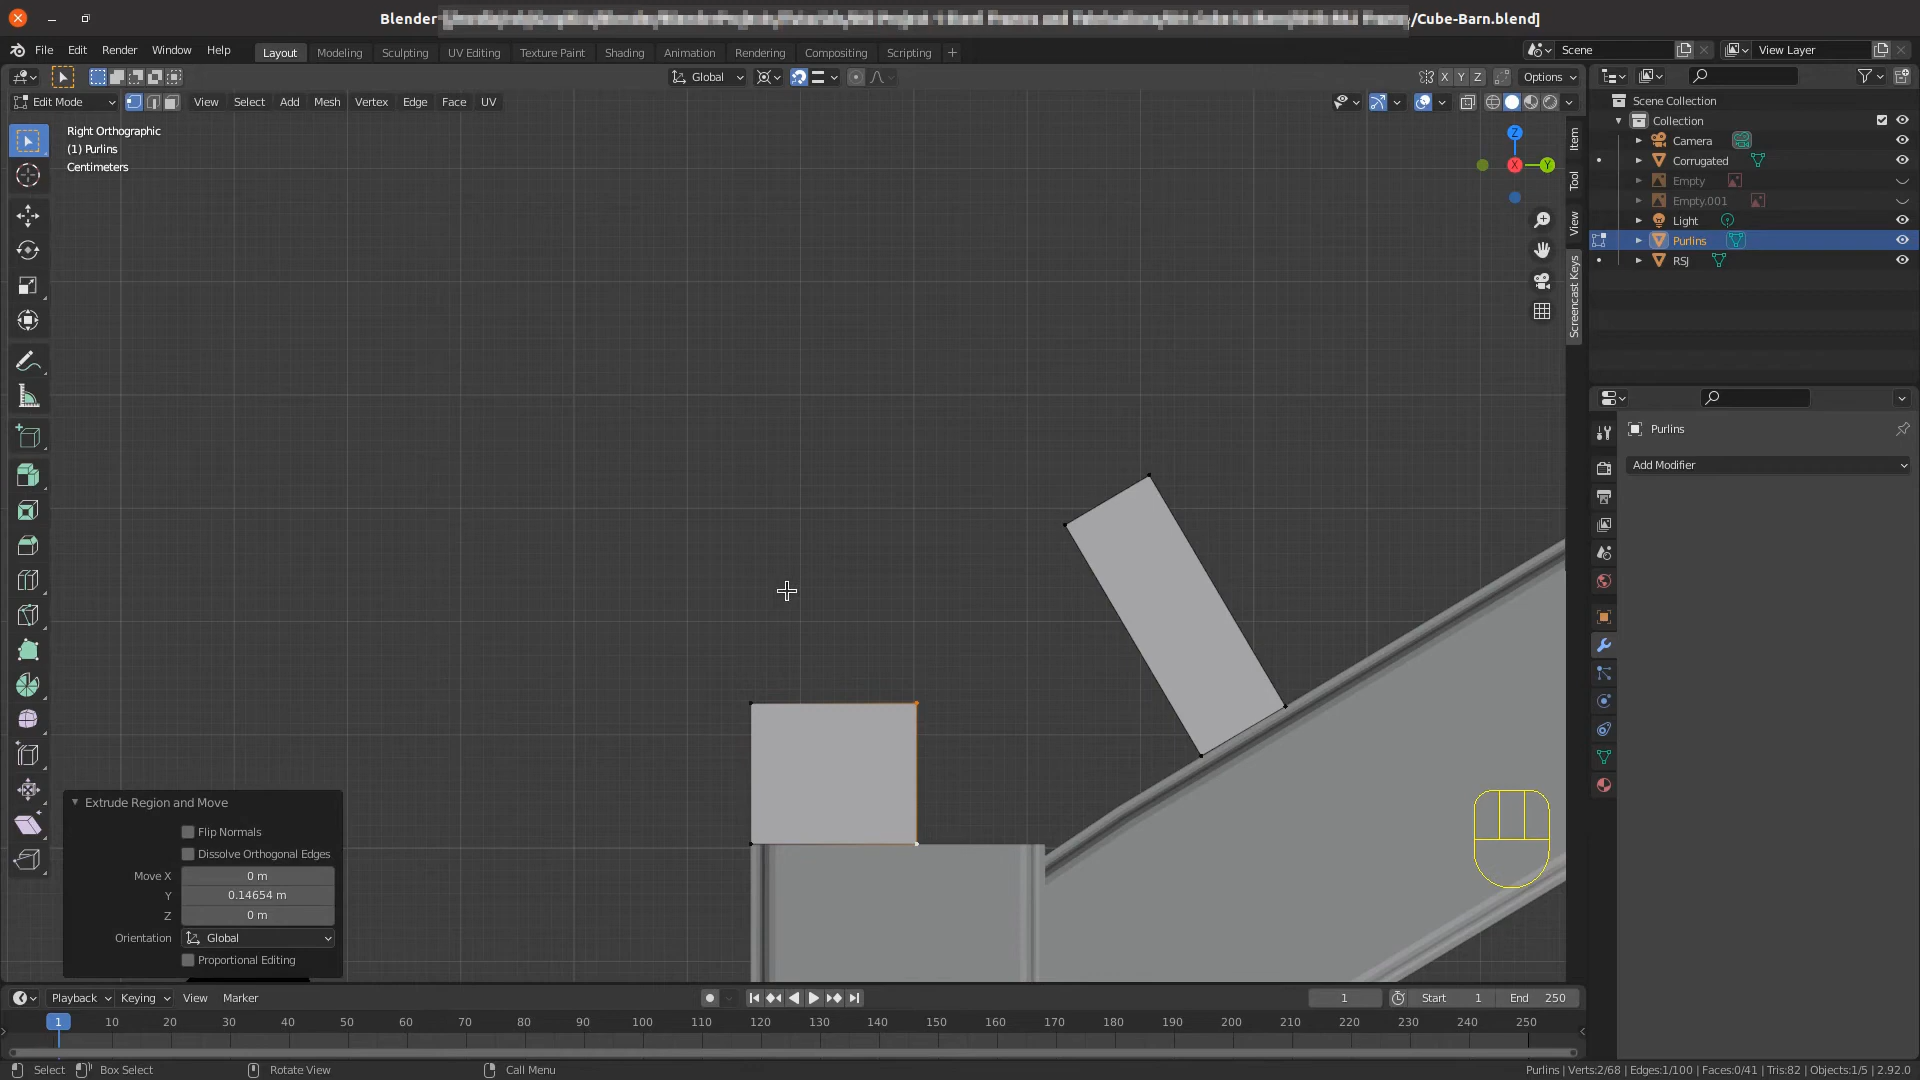 Blender
/Cube-Barn.blend]
File Edit Render Window Help
Layout Modeling Sculpting UV Editing Texture Paint Shading Animation Rendering Compositing Scripting +
Scene
View Layer
Global
X Y Z
Options
Edit Mode
View Select Add Mesh Vertex Edge Face UV
Right Orthographic
(1) Purlins
Centimeters
Z
X
Y
Item
Tool
View
Screencast Keys
Scene Collection
Collection
Camera
Corrugated
Empty
Empty.001
Light
Purlins
RSJ
Purlins
Add Modifier
Extrude Region and Move
Flip Normals
Dissolve Orthogonal Edges
Move X 0 m
Y 0.14654 m
Z 0 m
Orientation Global
Proportional Editing
Playback Keying View Marker
1
Start 1
End 250
1 10 20 30 40 50 60 70 80 90 100 110 120 130 140 150 160 170 180 190 200 210 220 230 240 250
Select Box Select Rotate View Call Menu
Purlins | Verts:2/68 | Edges:1/100 | Faces:0/41 | Tris:82 | Objects:1/5 | 2.92.0